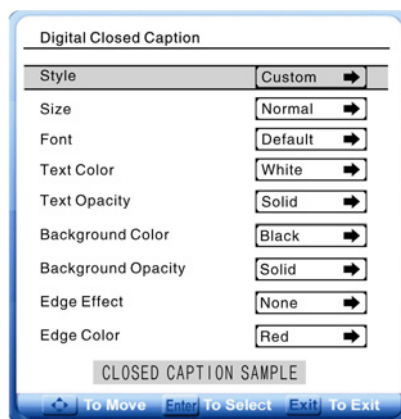 Digital Closed Caption
Style Custom
Size Normal
Font Default
Text Color White
Text Opacity Solid
Background Color Black
Background Opacity Solid
Edge Effect None
Edge Color Red
CLOSED CAPTION SAMPLE
To Move Enter To Select Exit To Exit